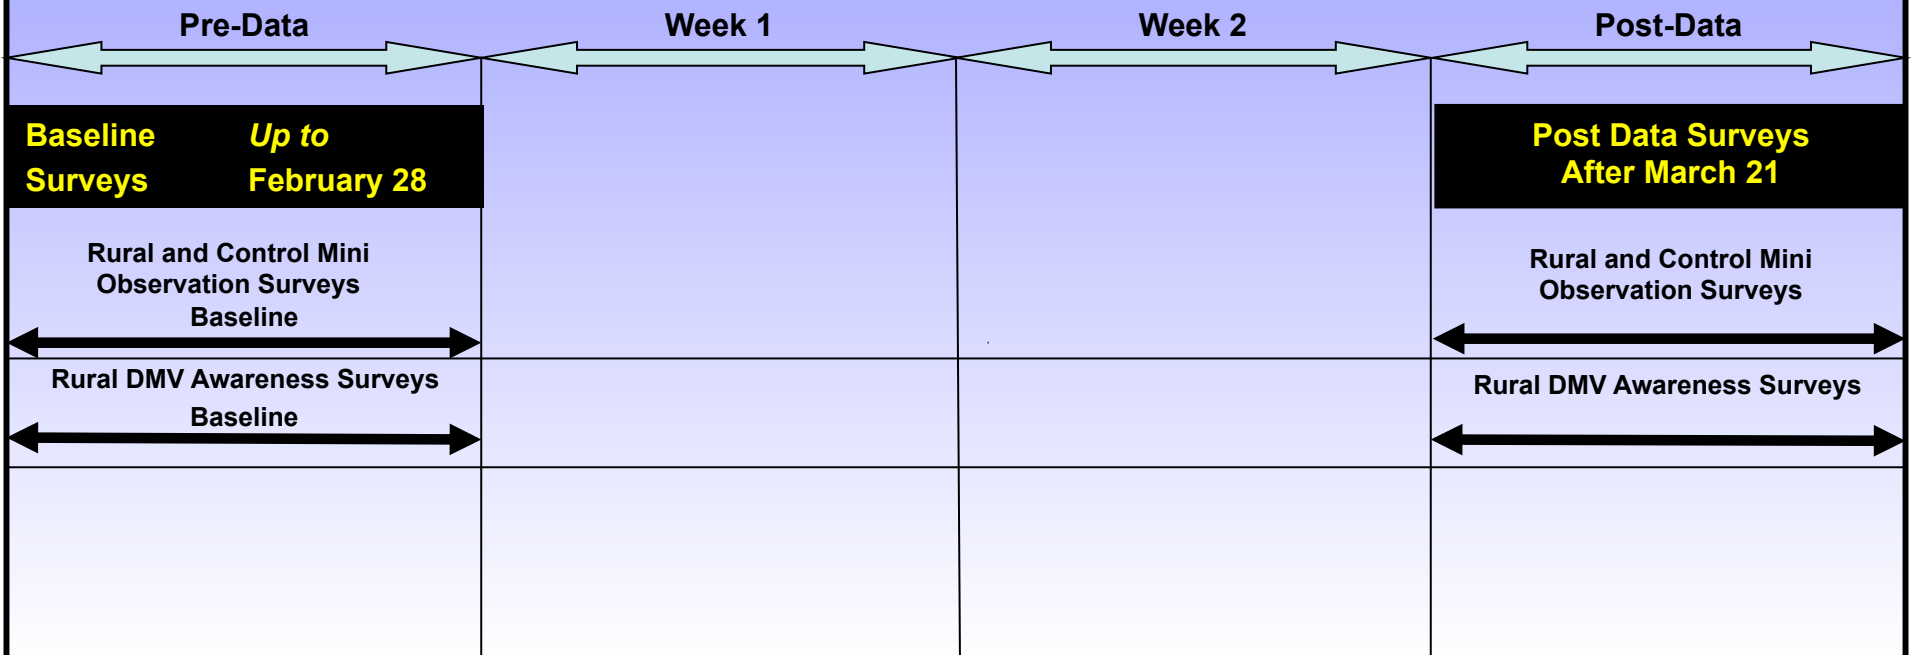 Pre-Data Week 1 Week 2 Post-Data
Baseline Up to
Surveys February 28
Post Data Surveys
After March 21
Rural and Control Mini
Observation Surveys
Baseline
Rural and Control Mini
Observation Surveys
Rural DMV Awareness Surveys
Baseline
Rural DMV Awareness Surveys